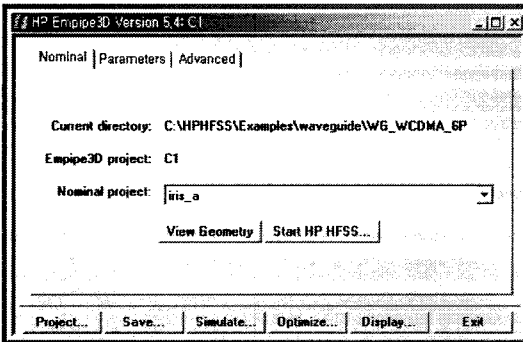 HP Empipe3D Version 5.4: C1
Nominal Parameters Advanced
Current directory: C:\HPHFSS\Examples\waveguide\WG_WCDMA_6P
Empipe3D project: C1
Nominal project: iris_a
View Geometry Start HP HFSS...
Project... Save... Simulate... Optimize... Display... Exit